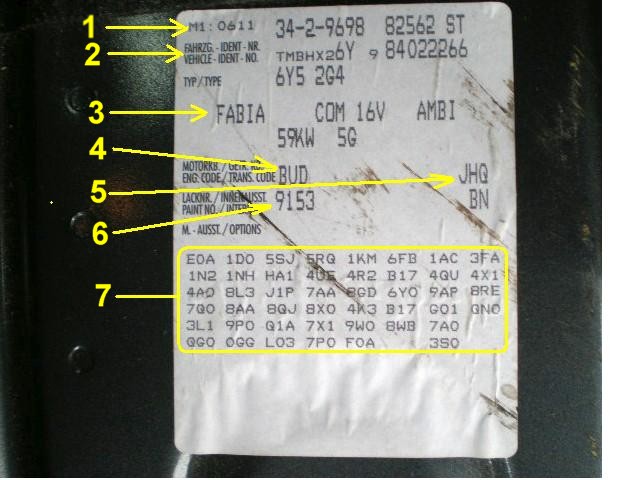 1 M1:0611 34-2-9698 82562 ST
2 FAHRZG.-IDENT-NR.
VEHICLE-IDENT-NO. TMBHX26Y 9 84022266
TYP/TYPE 6Y5 2G4
3 FABIA COM 16V AMBI
59KW 5G
4 MOTORKB./GETR.
ENG.CODE/TRANS.CODE BUD JHQ
5 LACKNR./INNENAUSST.
PAINT NO./ 9153 BN
6
M.-AUSST./OPTIONS
7
E0A 1D0 5SJ 5RQ 1KM 6FB 1AC 3FA
1N2 1NH HA1 4UE 4R2 B17 4QU 4X1
4A0 8L3 J1P 7AA 8GD 6Y0 9AP 8RE
7Q0 8AA 8QJ 8X0 4K3 B17 G01 QN0
3L1 9P0 Q1A 7X1 9W0 8WB 7A0
QG0 0GG L03 7P0 F0A 3S0